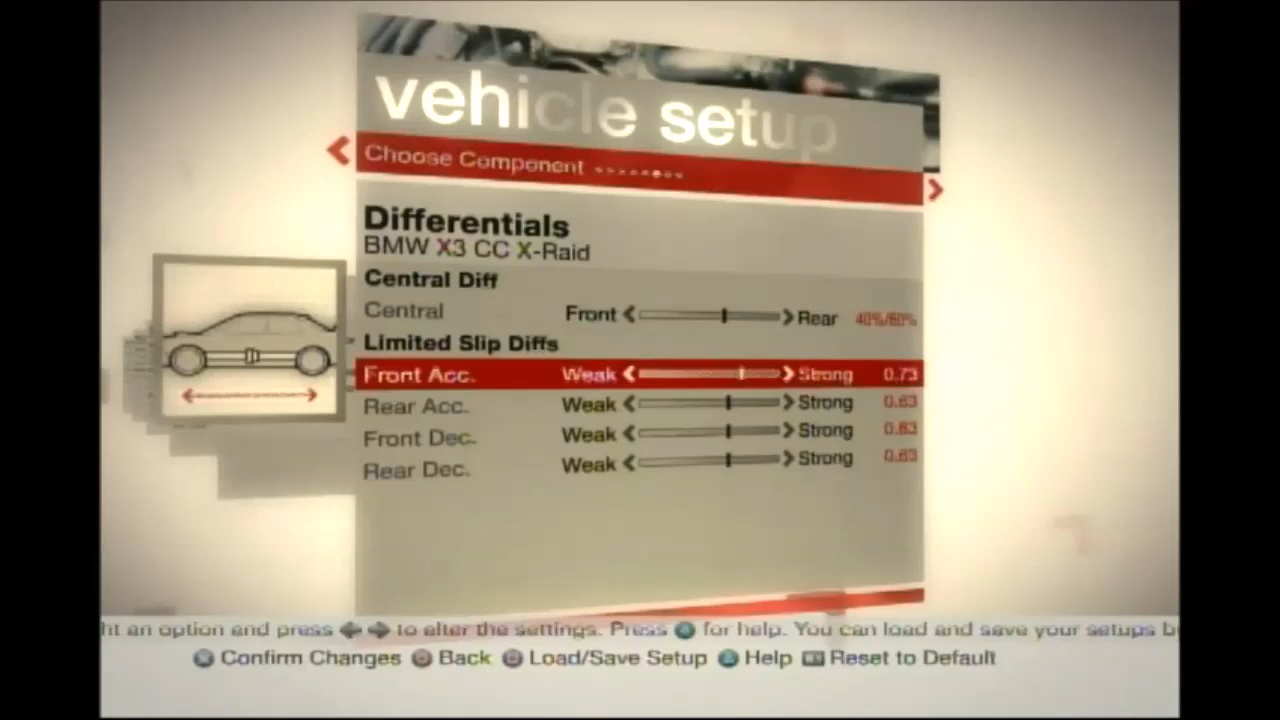 vehicle setup
Choose Component
Differentials
BMW X3 CC X-Raid
Central Diff
Central Front Rear 40%/60%
Limited Slip Diffs
Front Acc. Weak Strong 0.73
Rear Acc. Weak Strong 0.63
Front Dec. Weak Strong 0.63
Rear Dec. Weak Strong 0.63
an option and press to alter the settings. Press for help. You can load and save your setups
Confirm Changes Back Load/Save Setup Help Reset to Default